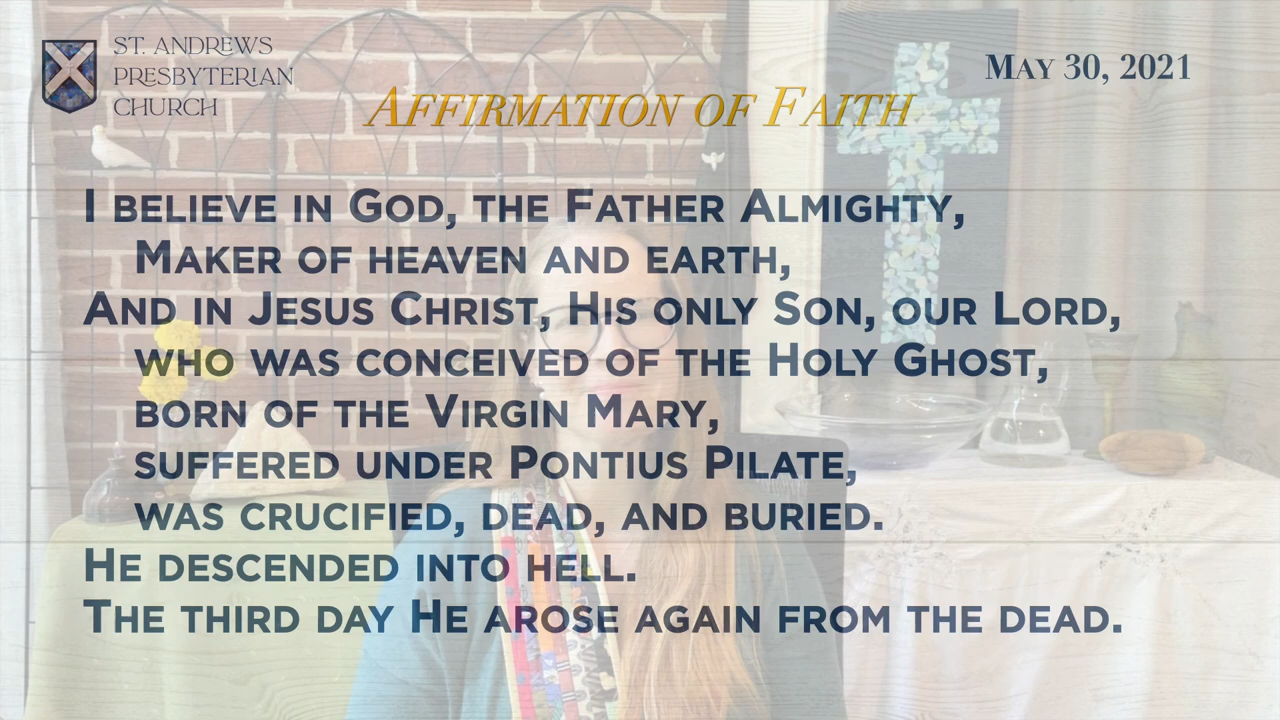 ST. ANDREWS
PRESBYTERIAN
CHURCH
MAY 30, 2021
AFFIRMATION OF FAITH
I BELIEVE IN GOD, THE FATHER ALMIGHTY,
MAKER OF HEAVEN AND EARTH,
AND IN JESUS CHRIST, HIS ONLY SON, OUR LORD,
WHO WAS CONCEIVED OF THE HOLY GHOST,
BORN OF THE VIRGIN MARY,
SUFFERED UNDER PONTIUS PILATE,
WAS CRUCIFIED, DEAD, AND BURIED.
HE DESCENDED INTO HELL.
THE THIRD DAY HE AROSE AGAIN FROM THE DEAD.